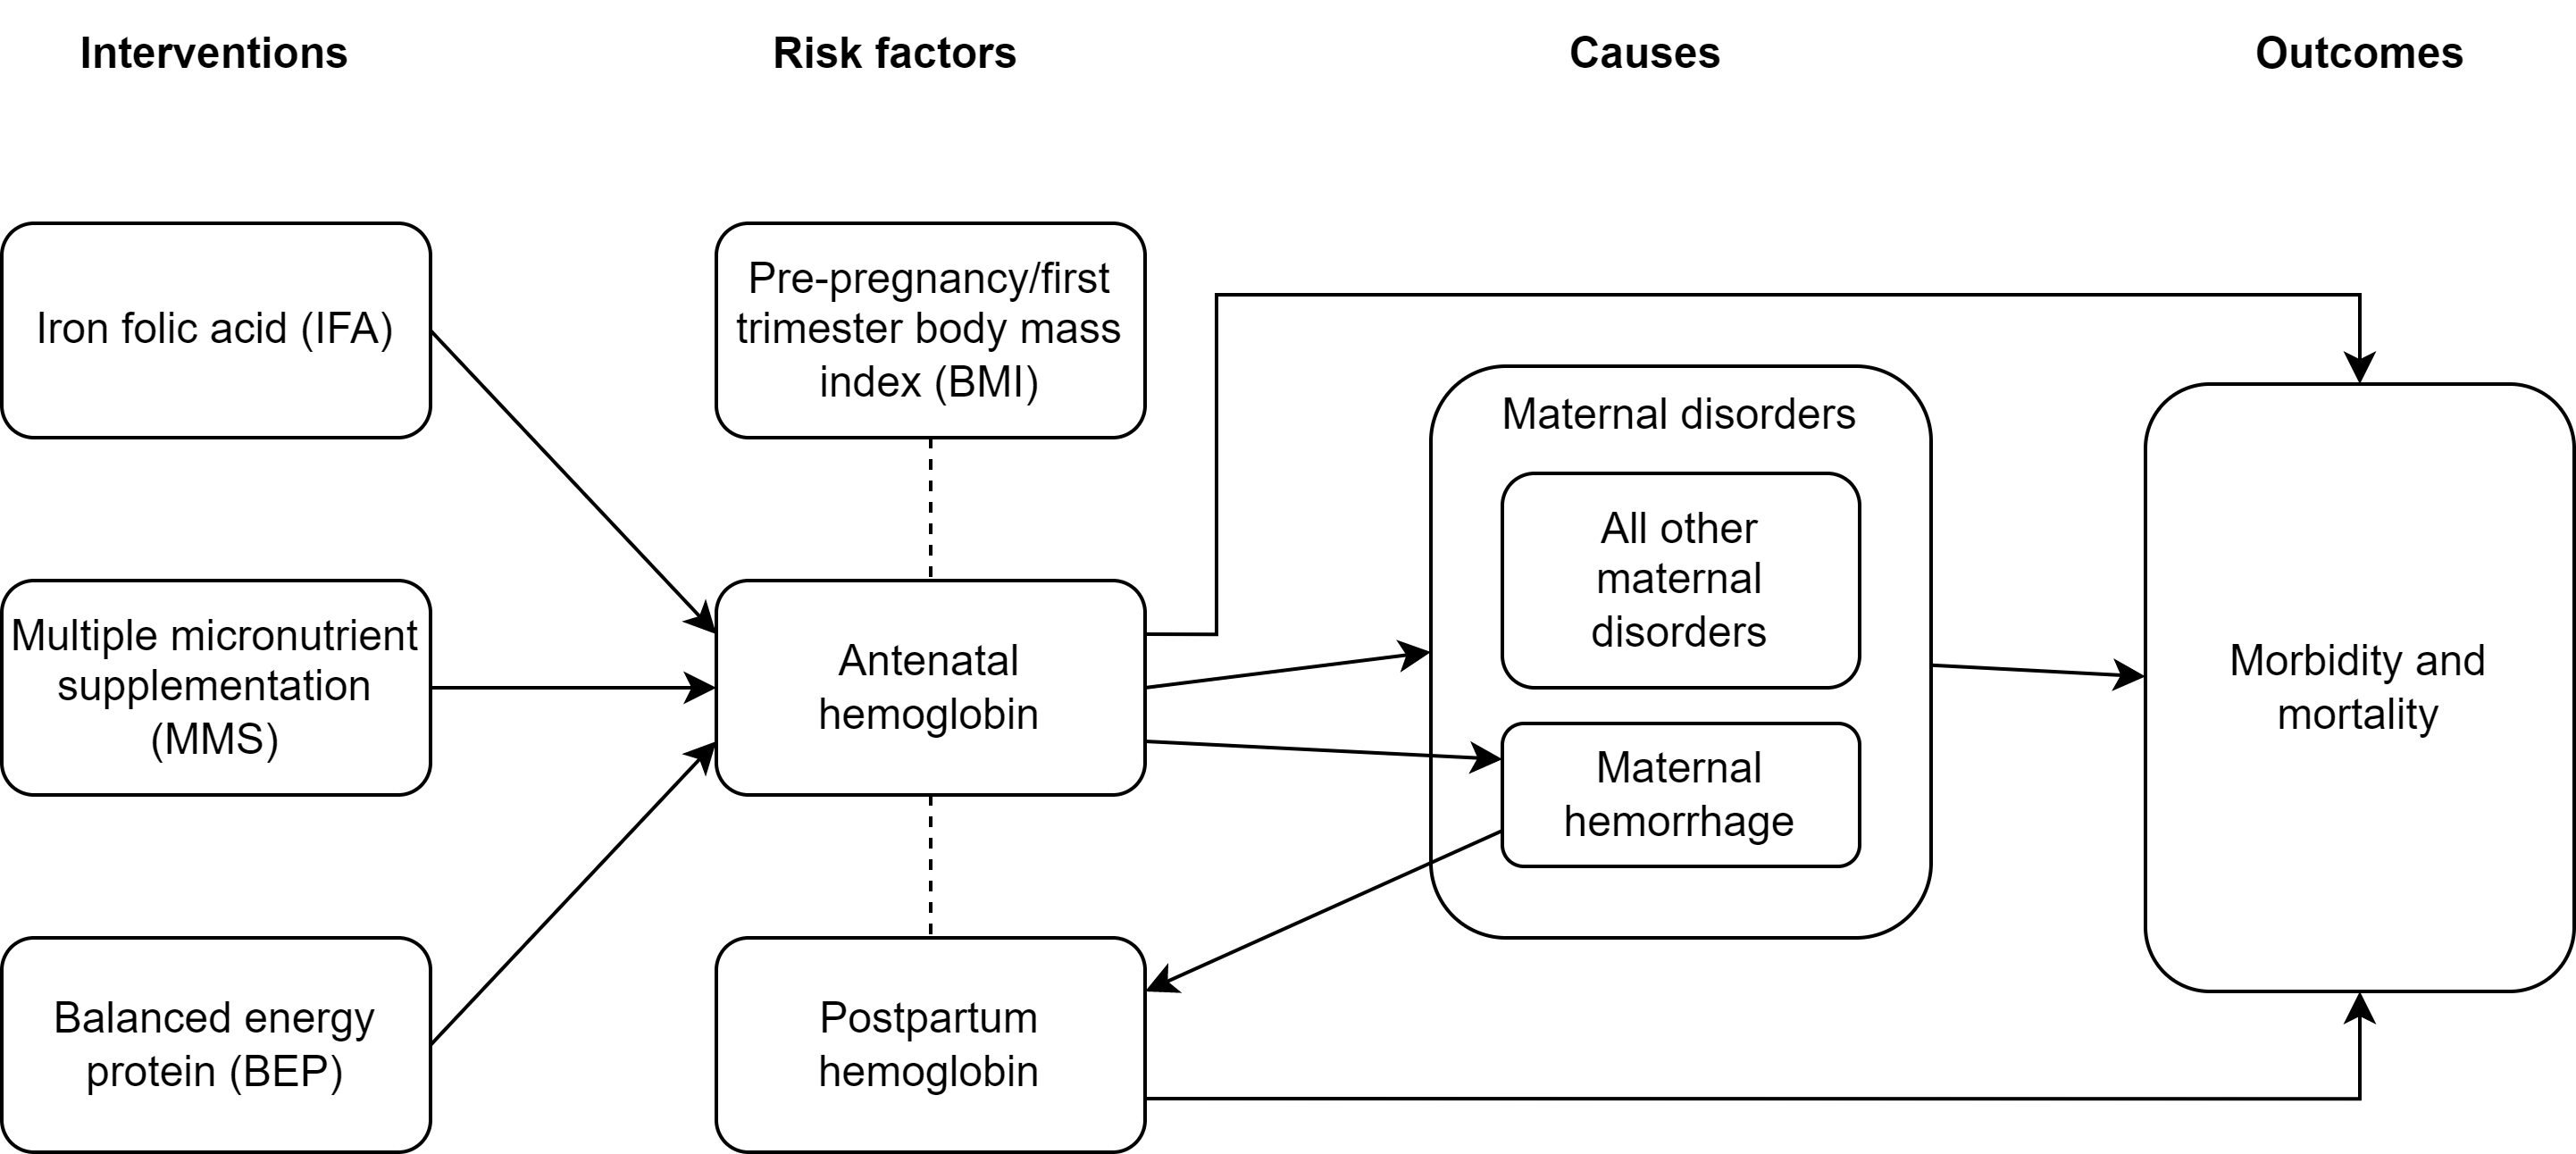 Interventions
Risk factors
Causes
Outcomes
Iron folic acid (IFA)
Multiple micronutrient
supplementation
(MMS)
Balanced energy
protein (BEP)
Pre-pregnancy/first
trimester body mass
index (BMI)
Antenatal
hemoglobin
Postpartum
hemoglobin
Maternal disorders
All other
maternal
disorders
Maternal
hemorrhage
Morbidity and
mortality